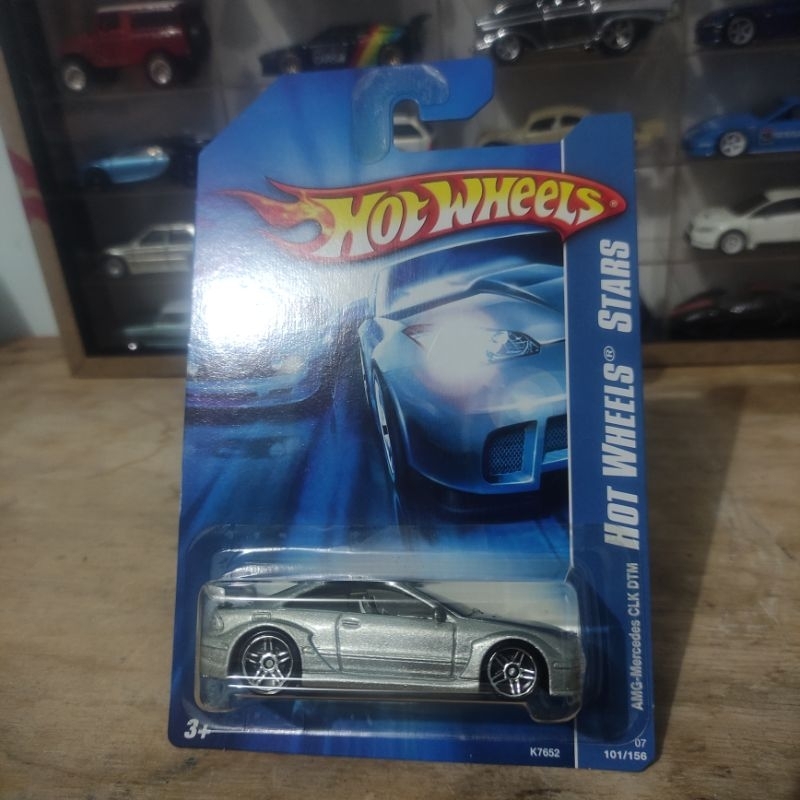 HOT WHEELS®
HOT WHEELS® STARS
AMG-Mercedes CLK DTM
3+
K7652
07
101/156